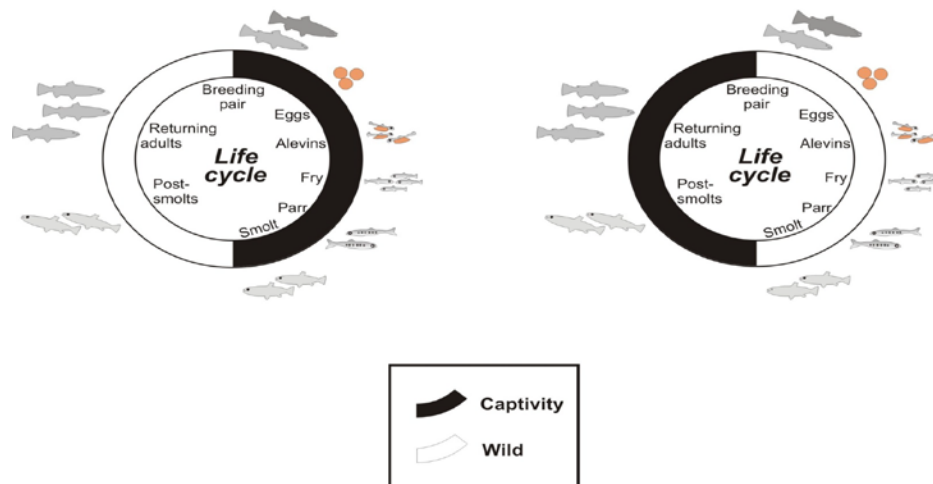 Breeding
pair
Eggs
Returning
adults
Alevins
Life
cycle
Fry
Post-
smolts
Parr
Smolt
Breeding
pair
Eggs
Returning
adults
Alevins
Life
cycle
Fry
Post-
smolts
Parr
Smolt
Captivity
Wild